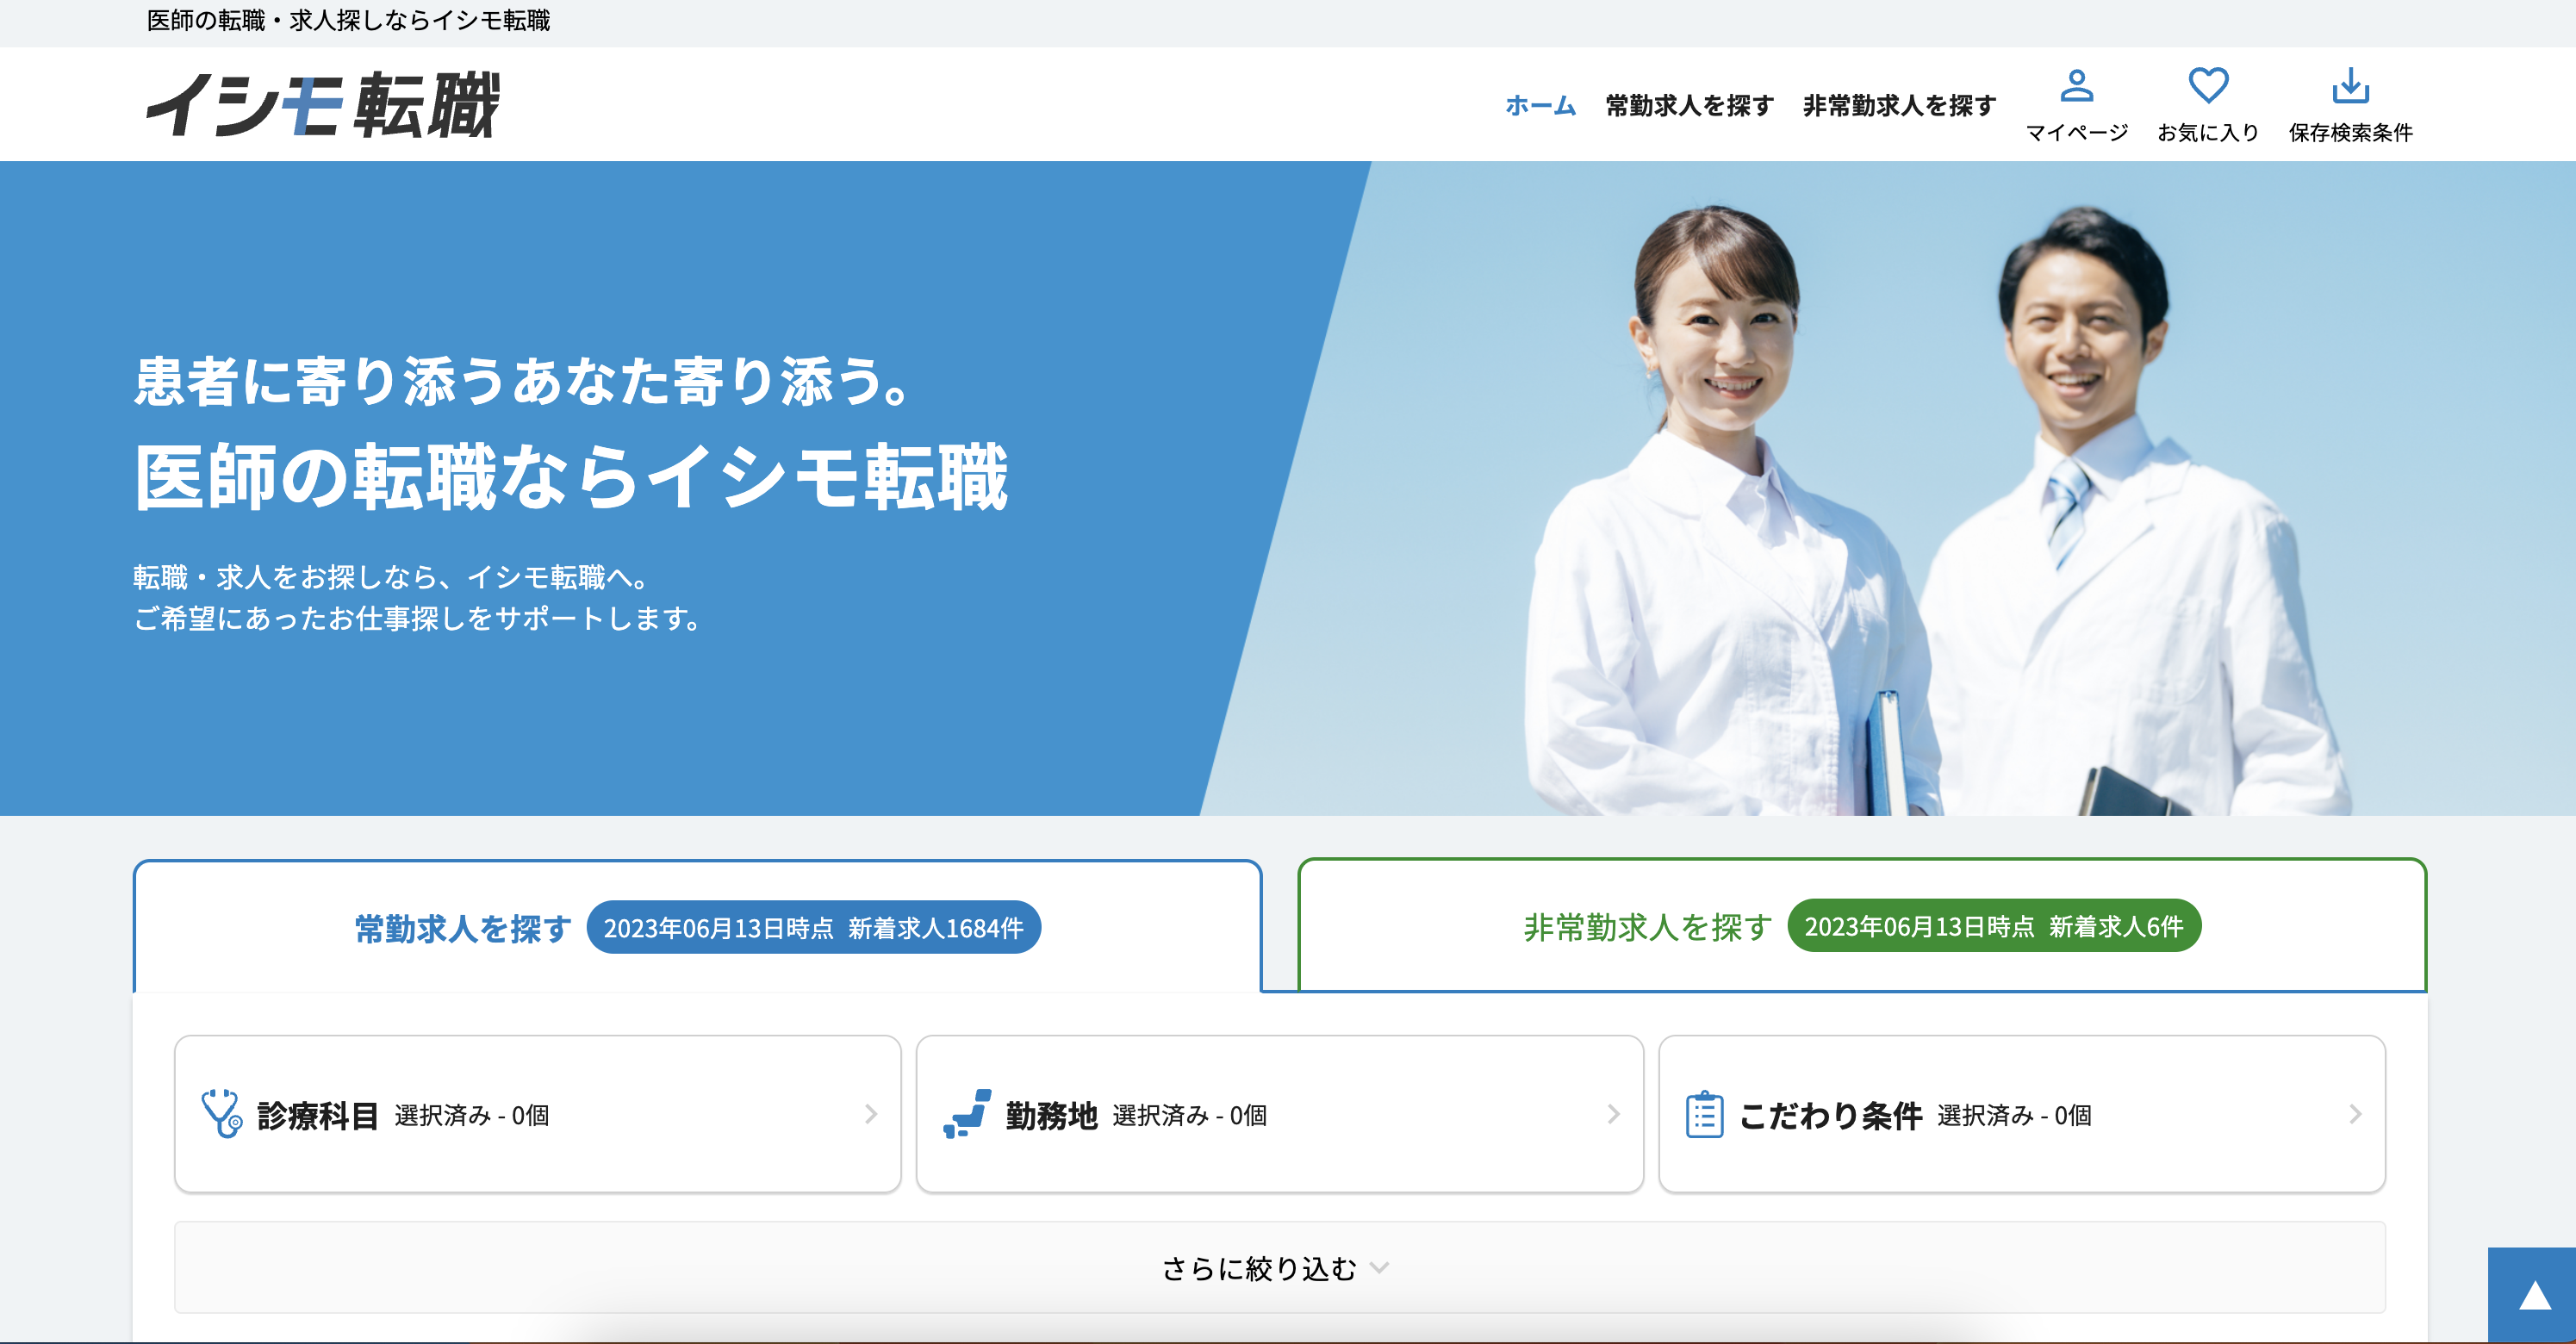 医師の転職・求人探しならイシモ転職
イシモ転職
ホーム 常勤求人を探す 非常勤求人を探す マイページ お気に入り 保存検索条件
患者に寄り添うあなた寄り添う。
医師の転職ならイシモ転職
転職・求人をお探しなら、イシモ転職へ。
ご希望にあったお仕事探しをサポートします。
常勤求人を探す 2023年06月13日時点 新着求人1684件
非常勤求人を探す 2023年06月13日時点 新着求人6件
診療科目 選択済み - 0個
勤務地 選択済み - 0個
こだわり条件 選択済み - 0個
さらに絞り込む